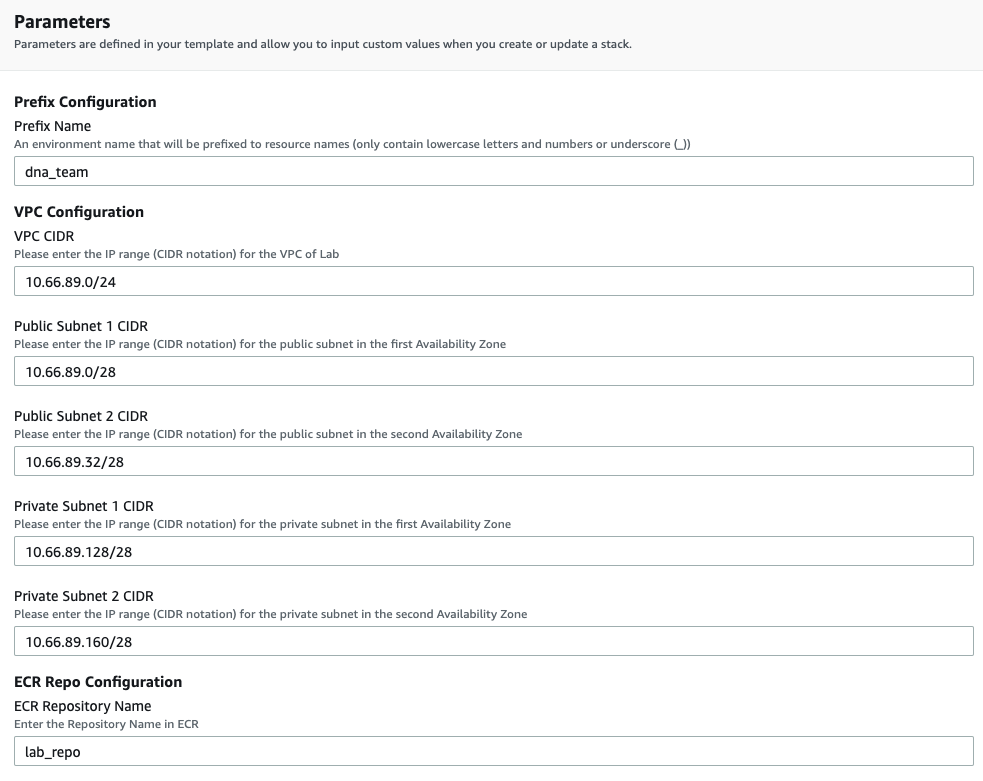 Parameters
Parameters are defined in your template and allow you to input custom values when you create or update a stack.
Prefix Configuration
Prefix Name
An environment name that will be prefixed to resource names (only contain lowercase letters and numbers or underscore (_))
dna_team
VPC Configuration
VPC CIDR
Please enter the IP range (CIDR notation) for the VPC of Lab
10.66.89.0/24
Public Subnet 1 CIDR
Please enter the IP range (CIDR notation) for the public subnet in the first Availability Zone
10.66.89.0/28
Public Subnet 2 CIDR
Please enter the IP range (CIDR notation) for the public subnet in the second Availability Zone
10.66.89.32/28
Private Subnet 1 CIDR
Please enter the IP range (CIDR notation) for the private subnet in the first Availability Zone
10.66.89.128/28
Private Subnet 2 CIDR
Please enter the IP range (CIDR notation) for the private subnet in the second Availability Zone
10.66.89.160/28
ECR Repo Configuration
ECR Repository Name
Enter the Repository Name in ECR
lab_repo